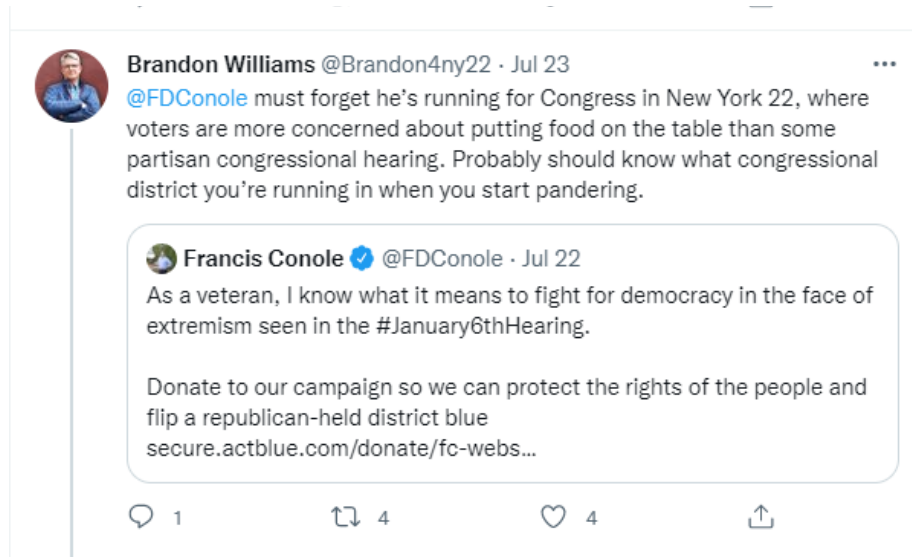 Brandon Williams @Brandon4ny22 · Jul 23
@FDConole must forget he’s running for Congress in New York 22, where
voters are more concerned about putting food on the table than some
partisan congressional hearing. Probably should know what congressional
district you’re running in when you start pandering.
Francis Conole @FDConole · Jul 22
As a veteran, I know what it means to fight for democracy in the face of
extremism seen in the #January6thHearing.
Donate to our campaign so we can protect the rights of the people and
flip a republican-held district blue
secure.actblue.com/donate/fc-webs...
1 4 4